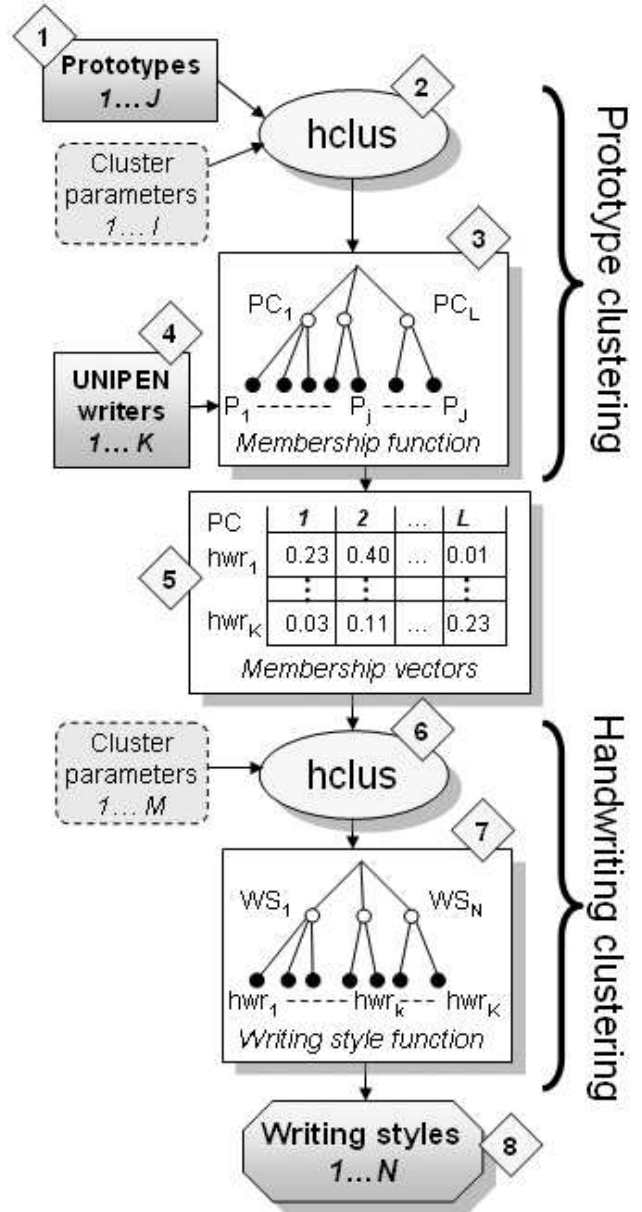 1
Prototypes
1... J
2
hclus
Cluster
parameters
1... I
Prototype clustering
3
PC1 PCL
4
UNIPEN
writers
1... K
P1 ------- Pj ----- PJ
Membership function
PC 1 2 ... L
hwr1 0.23 0.40 ... 0.01
5
⋮ ⋮ ⋮
hwrK 0.03 0.11 ... 0.23
Membership vectors
6
Cluster
parameters
1... M
hclus
Handwriting clustering
7
WS1 WSN
hwr1 ------ hwrk --- hwrK
Writing style function
Writing styles
1...N
8